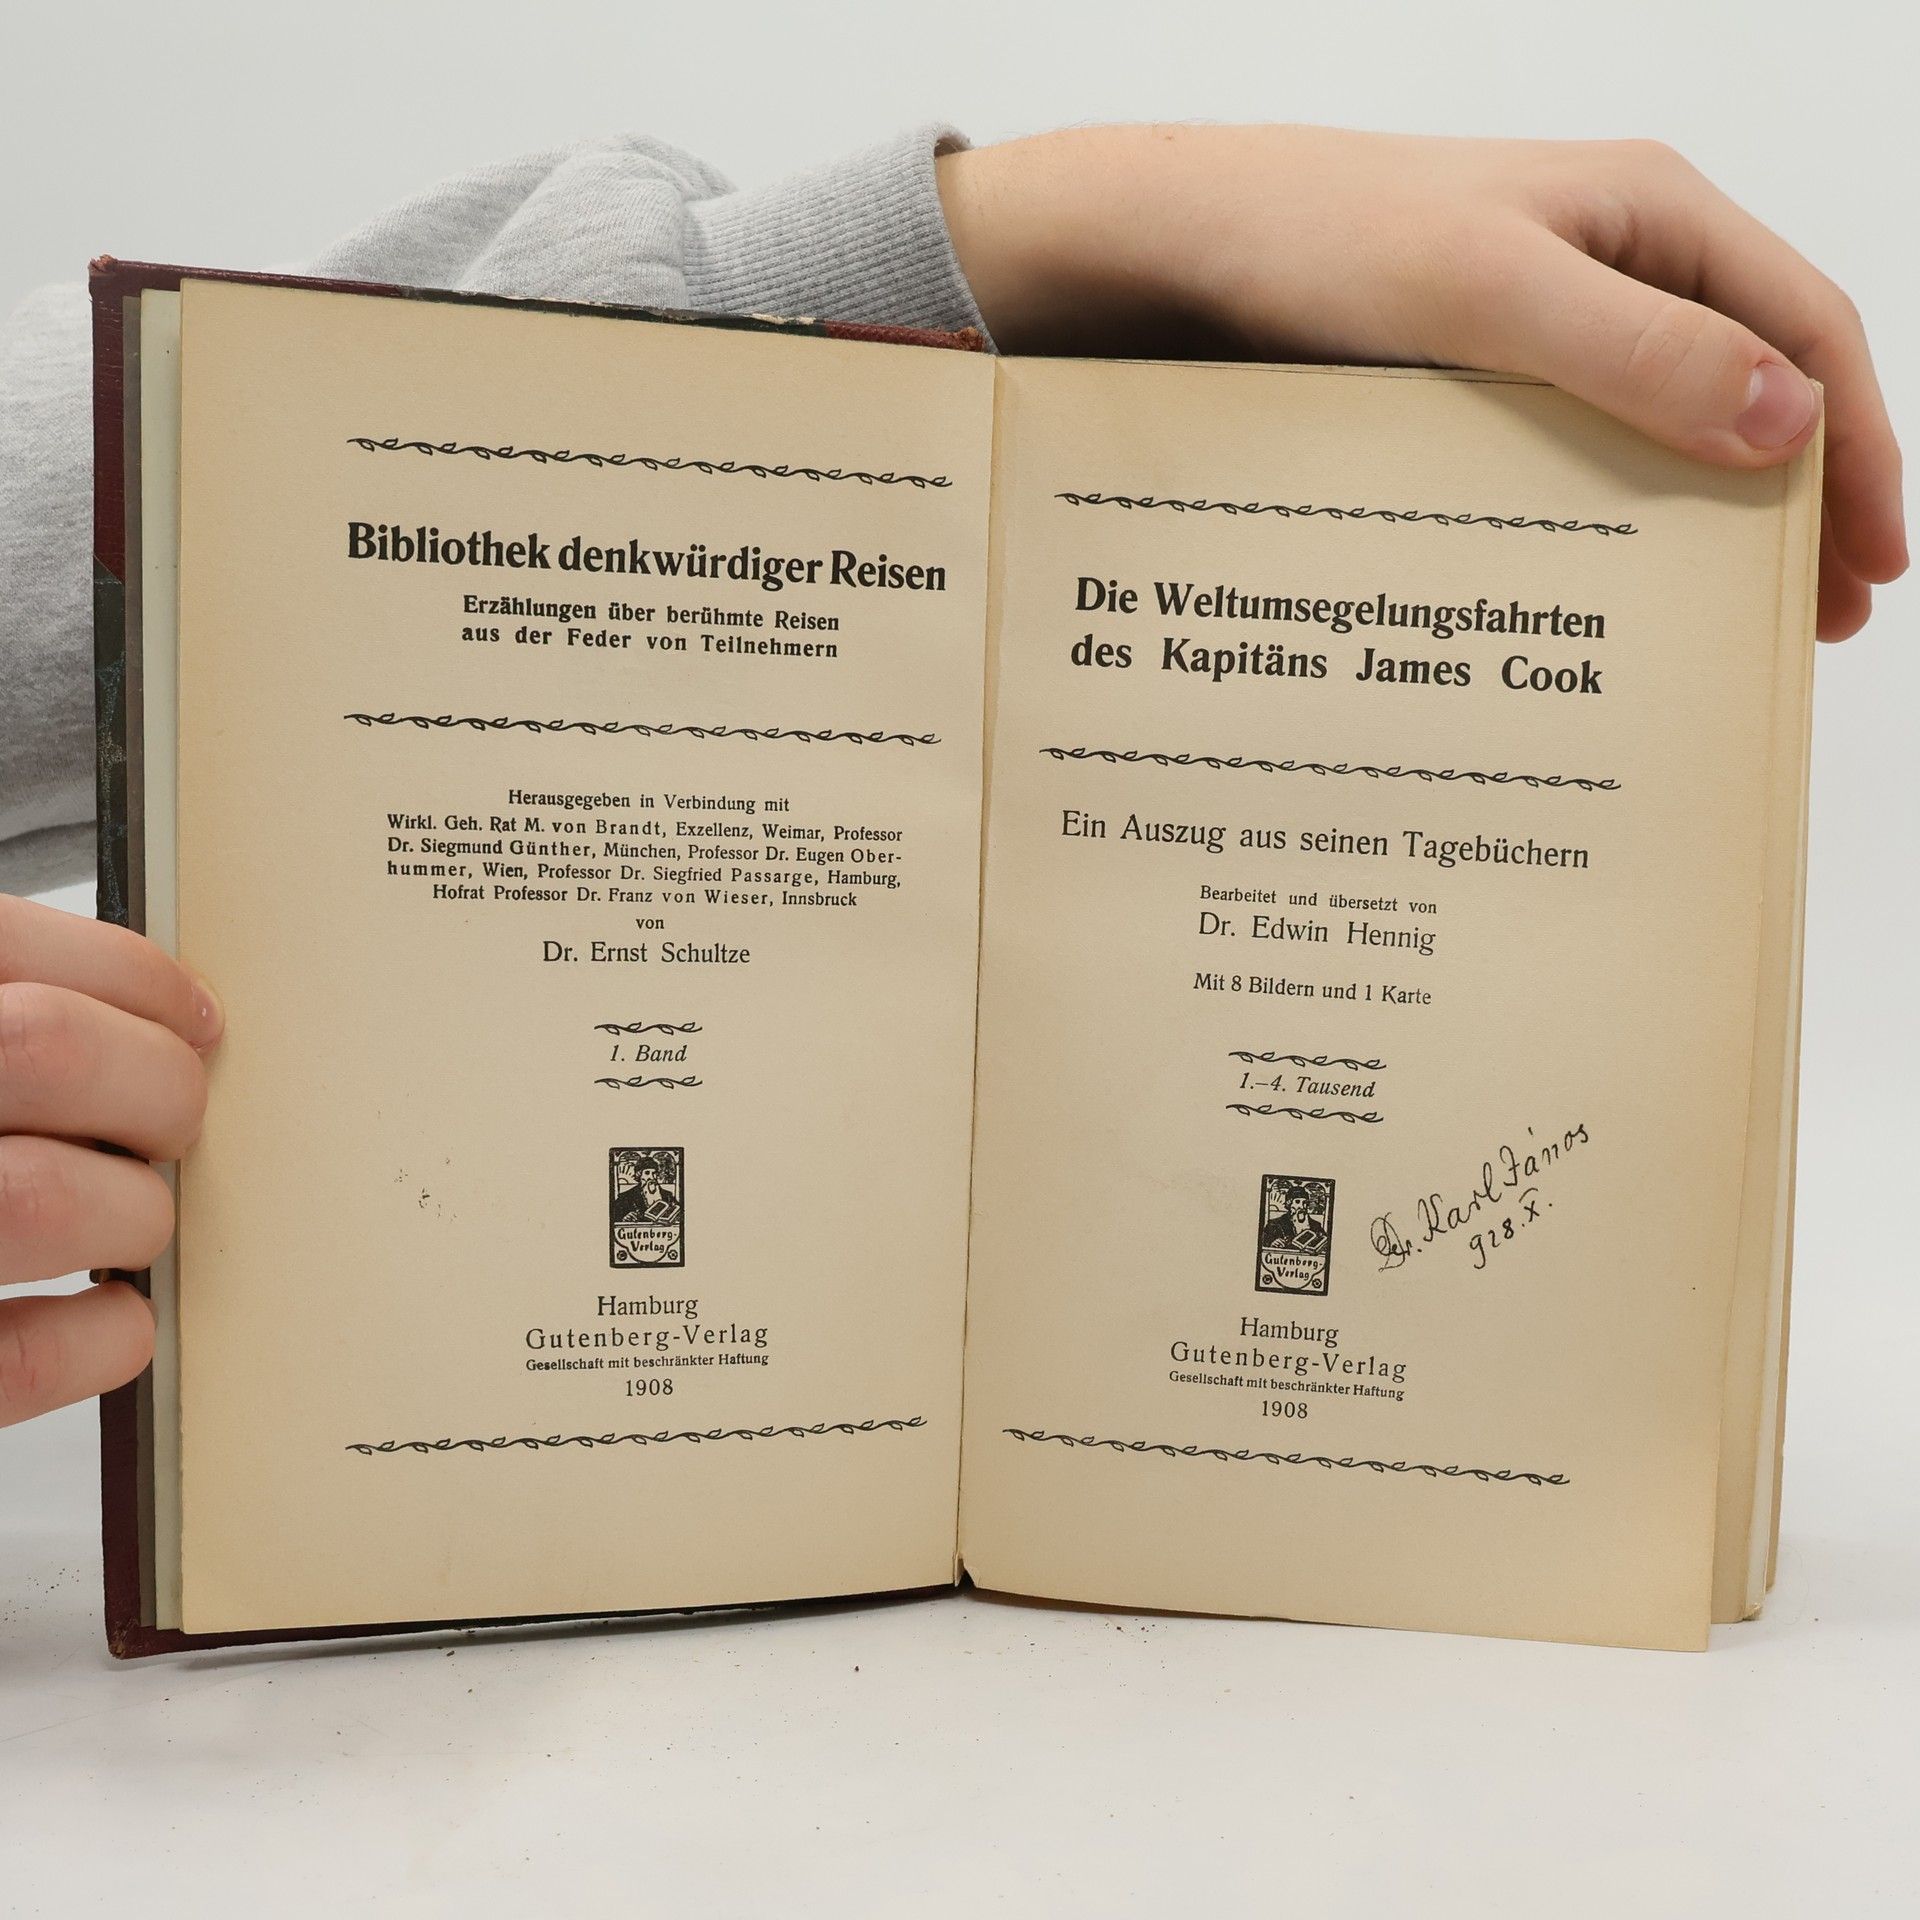 Bibliothek denkwürdiger Reisen
Erzählungen über berühmte Reisen
aus der Feder von Teilnehmern
Herausgegeben in Verbindung mit
Wirkl. Geh. Rat M. von Brandt, Exzellenz, Weimar, Professor
Dr. Siegmund Günther, München, Professor Dr. Eugen Ober-
hummer, Wien, Professor Dr. Siegfried Passarge, Hamburg,
Hofrat Professor Dr. Franz von Wieser, Innsbruck
von
Dr. Ernst Schultze
1. Band
Gutenberg-
Verlag
Hamburg
Gutenberg-Verlag
Gesellschaft mit beschränkter Haftung
1908
Die Weltumsegelungsfahrten
des Kapitäns James Cook
Ein Auszug aus seinen Tagebüchern
Bearbeitet und übersetzt von
Dr. Edwin Hennig
Mit 8 Bildern und 1 Karte
1.–4. Tausend
Dr. Karl János
928. X.
Gutenberg-
Verlag
Hamburg
Gutenberg-Verlag
Gesellschaft mit beschränkter Haftung
1908